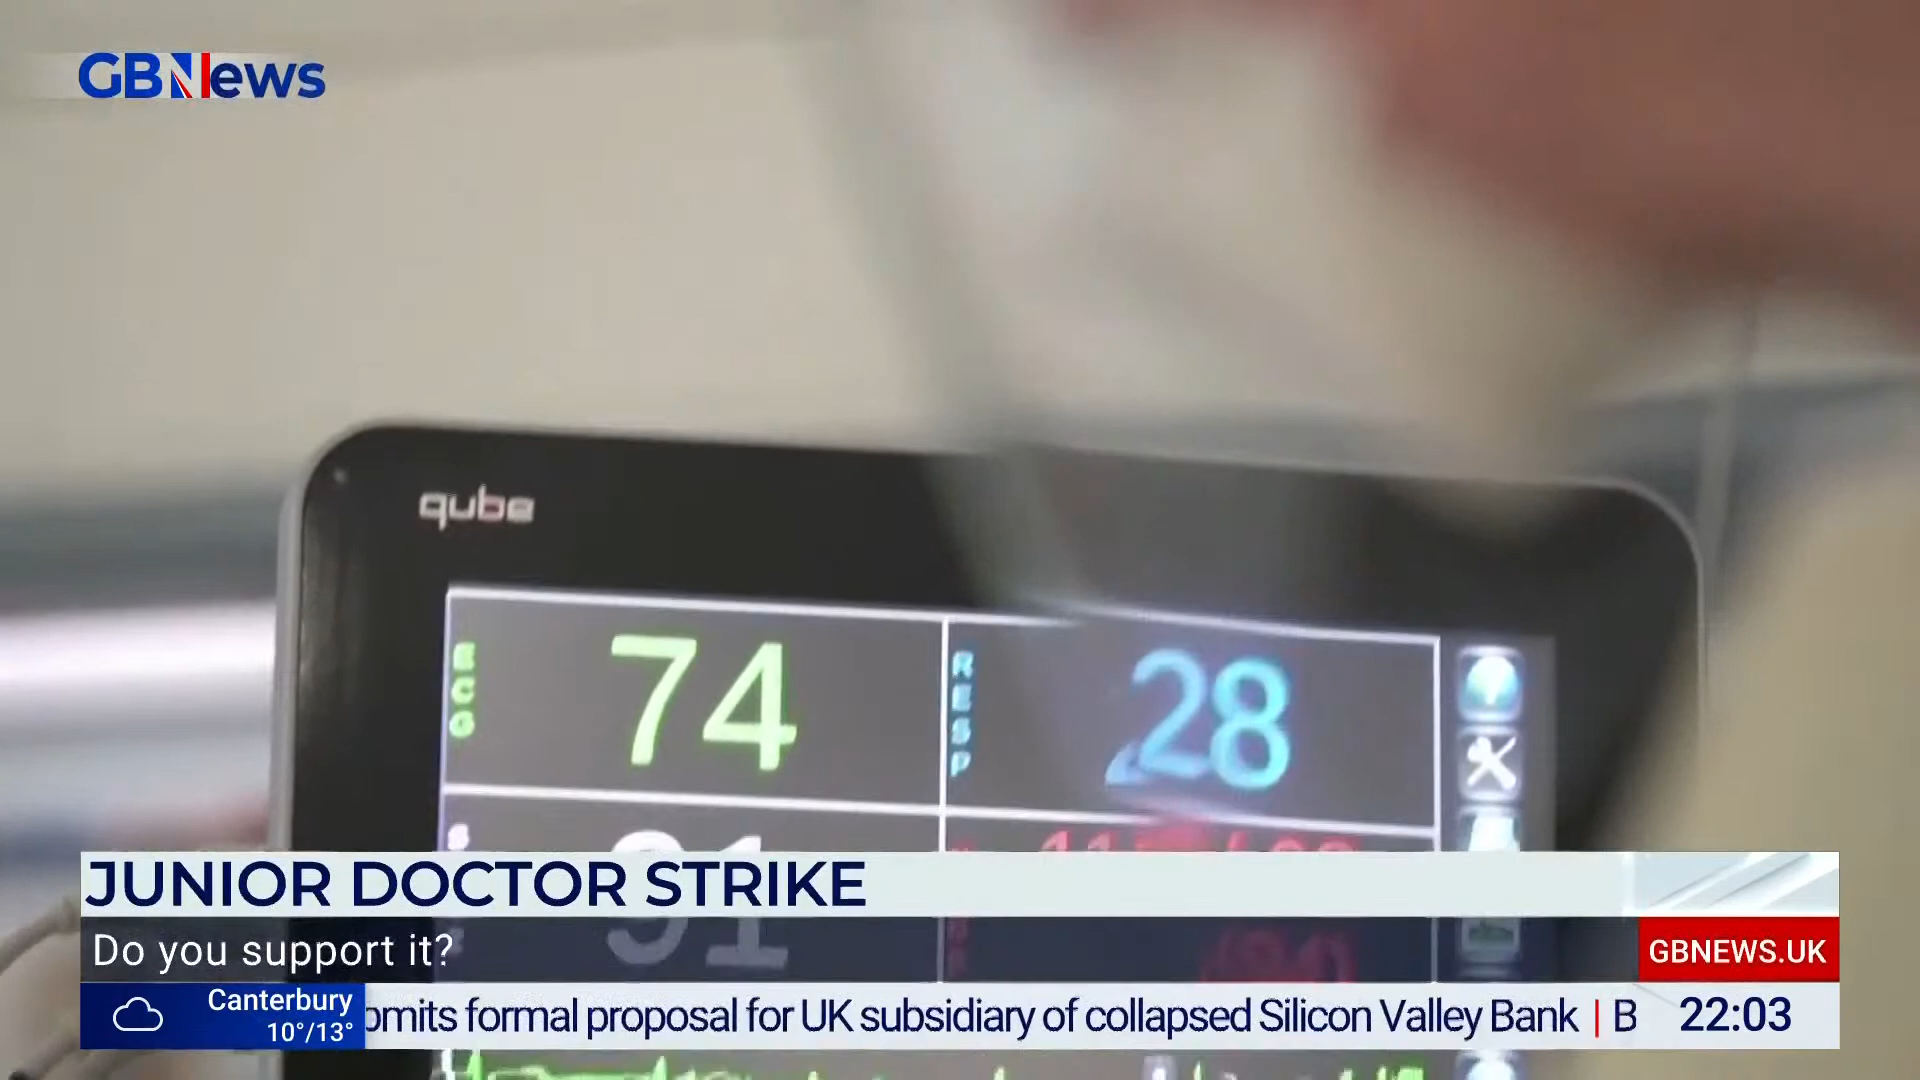 GBNews
qube
ECG 74 RESP 28
91
JUNIOR DOCTOR STRIKE
Do you support it?
GBNEWS.UK
Canterbury
10°/13°
omits formal proposal for UK subsidiary of collapsed Silicon Valley Bank | B
22:03